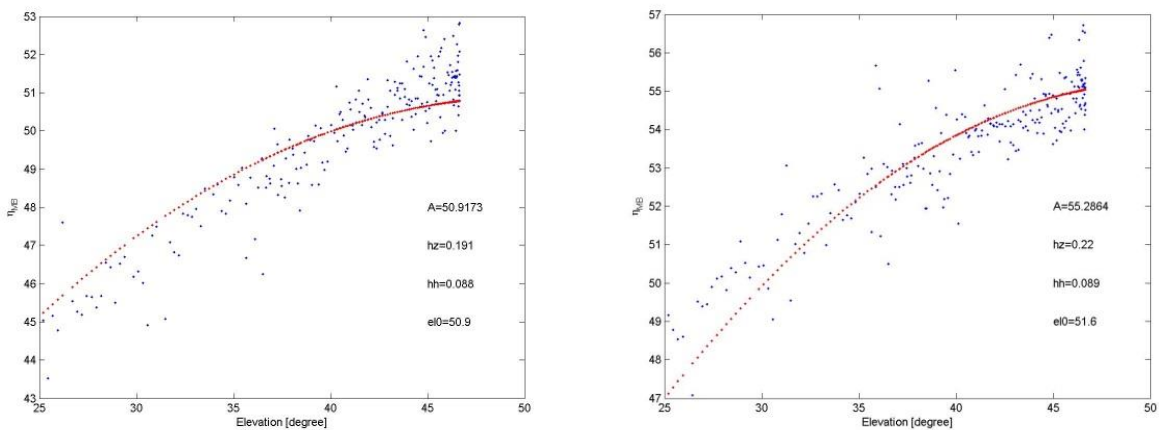 53
52
51
50
49
48
47
46
45
44
43
η_MB
25
30
35
40
45
50
Elevation [degree]
A=50.9173
hz=0.191
hh=0.088
el0=50.9
57
56
55
54
53
52
51
50
49
48
47
η_MB
25
30
35
40
45
50
Elevation [degree]
A=55.2864
hz=0.22
hh=0.089
el0=51.6